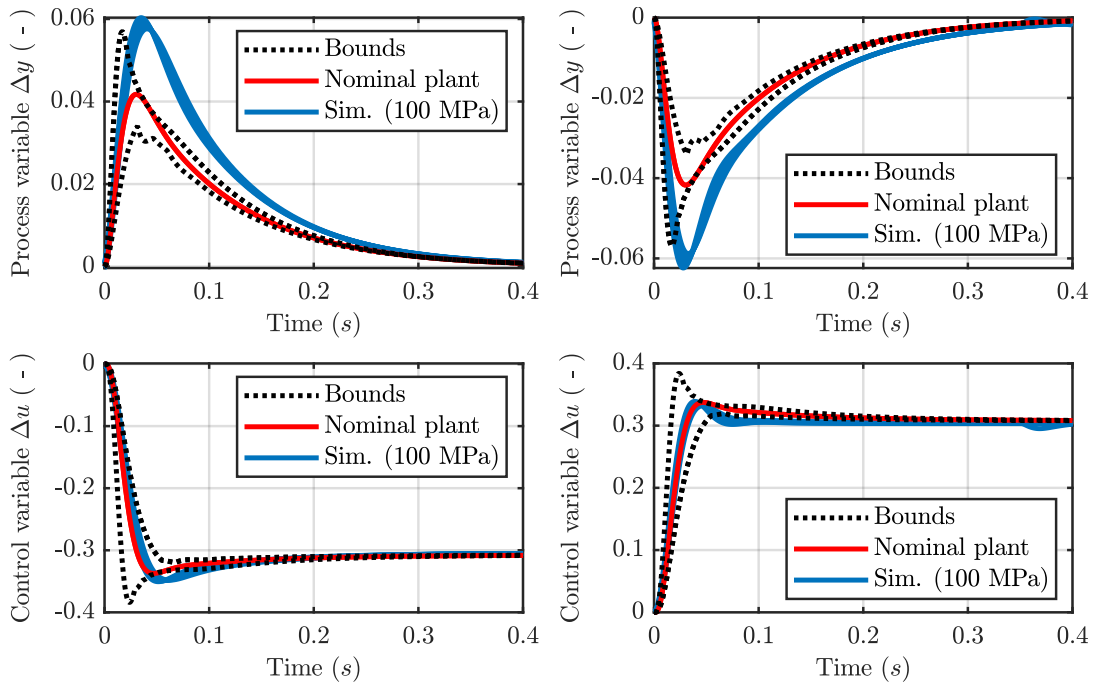 Process variable Δy ( - )
0.06
0.04
0.02
0
0
0.1
0.2
0.3
0.4
Time (s)
Bounds
Nominal plant
Sim. (100 MPa)
Process variable Δy ( - )
0
-0.02
-0.04
-0.06
0
0.1
0.2
0.3
0.4
Time (s)
Bounds
Nominal plant
Sim. (100 MPa)
Control variable Δu ( - )
0
-0.1
-0.2
-0.3
-0.4
0
0.1
0.2
0.3
0.4
Time (s)
Bounds
Nominal plant
Sim. (100 MPa)
Control variable Δu ( - )
0.4
0.3
0.2
0.1
0
0
0.1
0.2
0.3
0.4
Time (s)
Bounds
Nominal plant
Sim. (100 MPa)